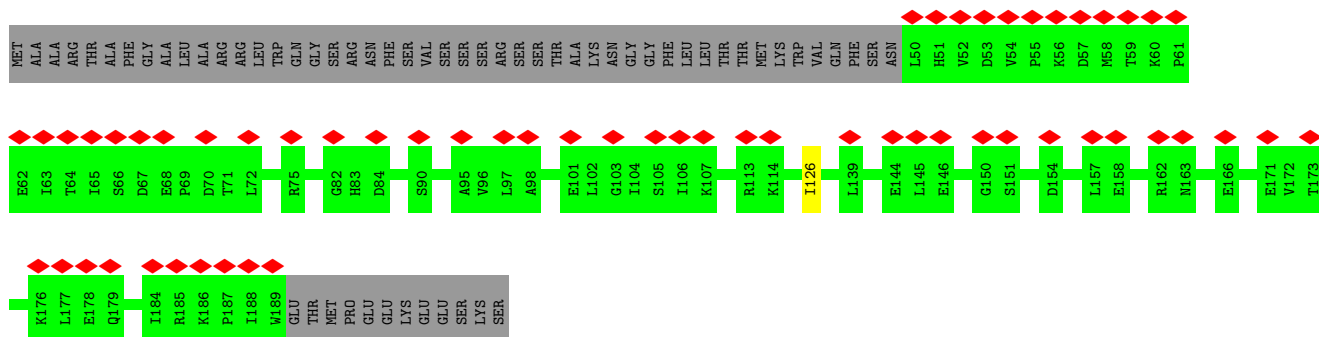 MET ALA ALA ARG THR ALA PHE GLY ALA LEU ALA ARG ARG LEU TRP GLN GLY SER ARG ASN PHE SER VAL SER SER SER ARG SER SER THR ALA LYS ASN GLY GLY PHE LEU LEU THR THR MET LYS TRP VAL GLN PHE SER ASN L50 H51 V52 D53 V54 P55 K56 D57 M58 T59 K60 P61
E62 I63 T64 I65 S66 D67 E68 P69 D70 T71 L72 R75 G82 H83 D84 S90 A95 V96 L97 A98 E101 L102 G103 I104 S105 I106 K107 R113 K114 I126 L139 E144 L145 E146 G150 S151 D154 L157 E158 R162 N163 E166 E171 V172 T173
K176 L177 E178 Q179 I184 R185 K186 P187 I188 W189 GLU THR MET PRO GLU GLU LYS GLU GLU SER LYS SER